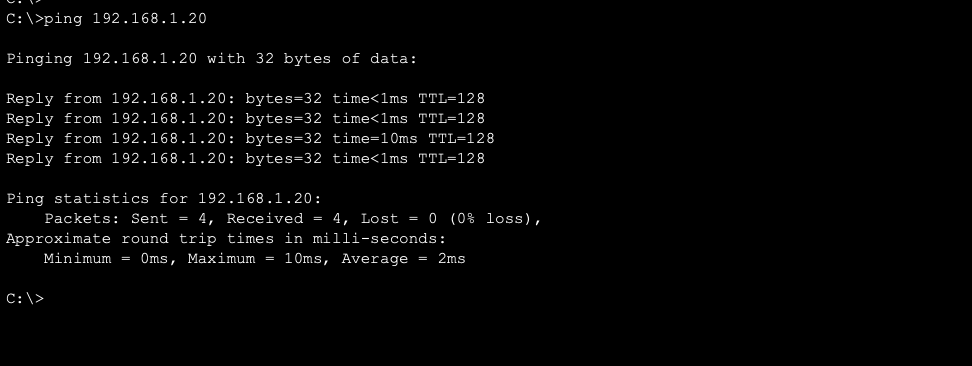 C:\>
C:\>ping 192.168.1.20
Pinging 192.168.1.20 with 32 bytes of data:
Reply from 192.168.1.20: bytes=32 time<1ms TTL=128
Reply from 192.168.1.20: bytes=32 time<1ms TTL=128
Reply from 192.168.1.20: bytes=32 time=10ms TTL=128
Reply from 192.168.1.20: bytes=32 time<1ms TTL=128
Ping statistics for 192.168.1.20:
    Packets: Sent = 4, Received = 4, Lost = 0 (0% loss),
Approximate round trip times in milli-seconds:
    Minimum = 0ms, Maximum = 10ms, Average = 2ms
C:\>